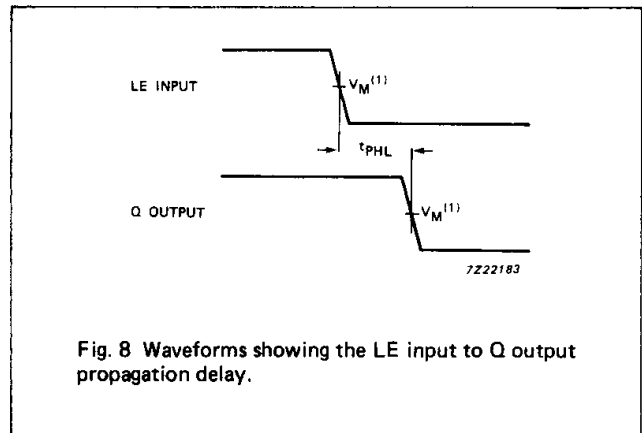 LE INPUT
VM(1)
tPHL
Q OUTPUT
VM(1)
7Z22183
Fig. 8 Waveforms showing the LE input to Q output
propagation delay.